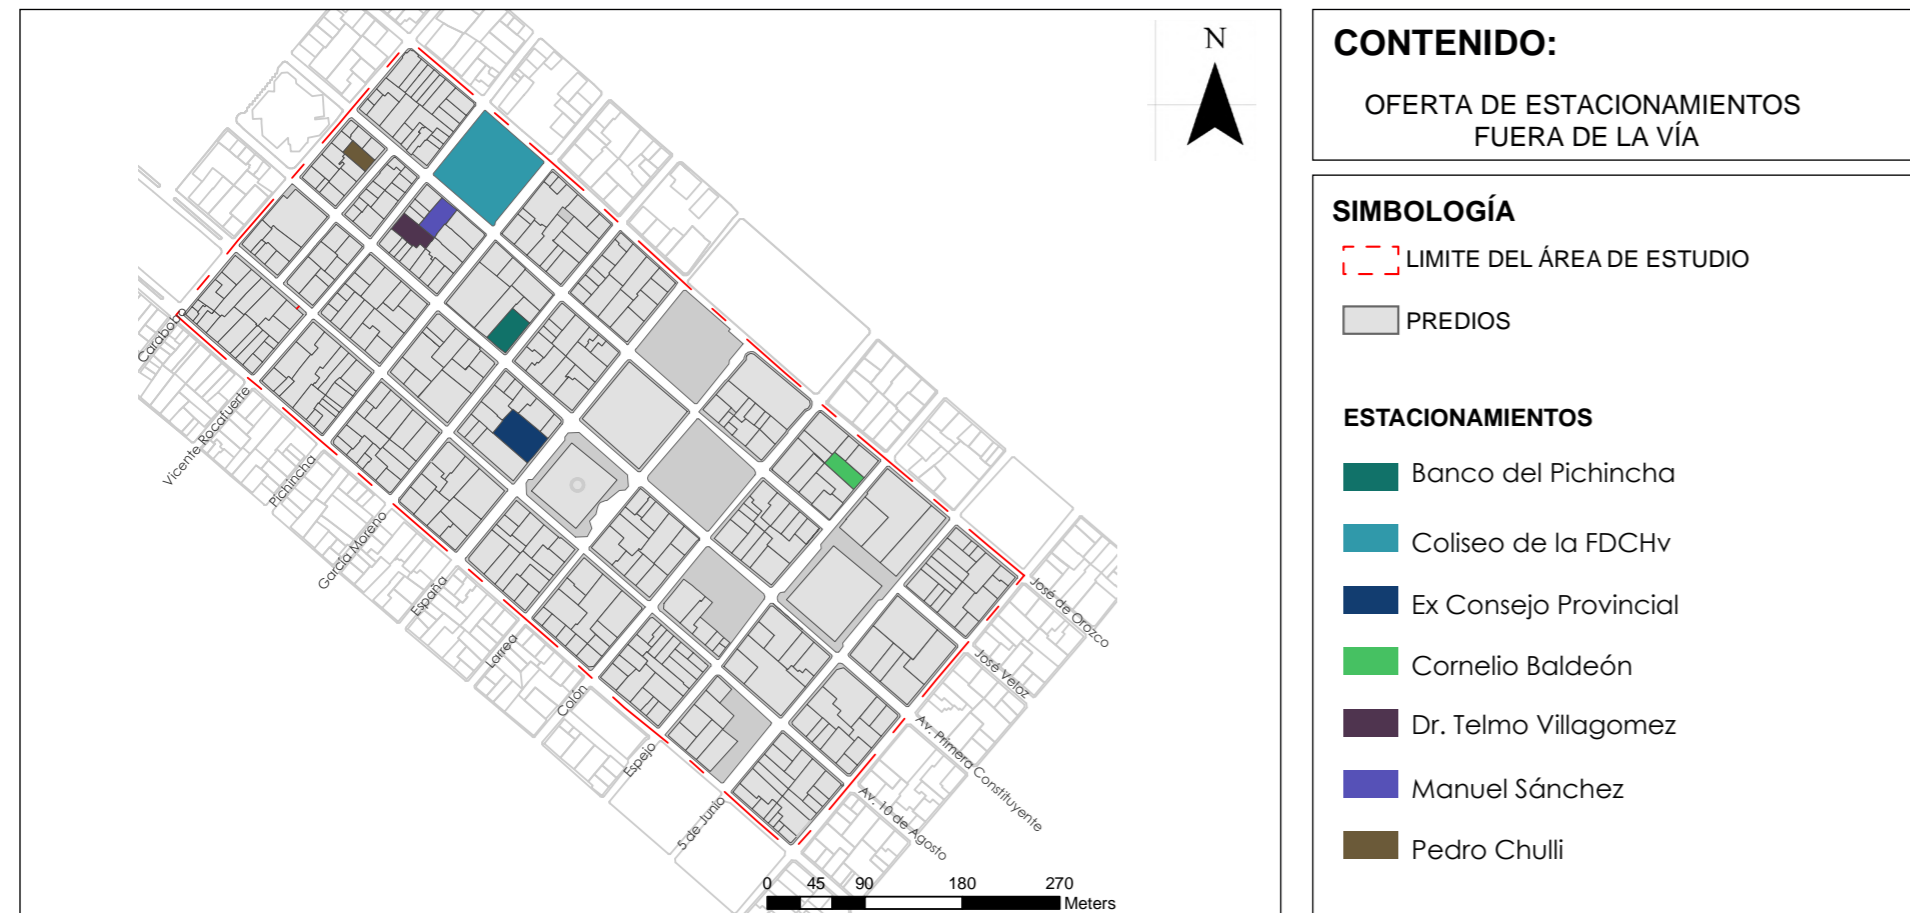 N
Carabobo
Vicente Rocafuerte
Pichincha
García Moreno
España
Larrea
Colón
Espejo
5 de Junio
José de Orozco
José Veloz
Av. Primera Constituyente
Av. 10 de Agosto
0 45 90 180 270
Meters
CONTENIDO:
OFERTA DE ESTACIONAMIENTOS
FUERA DE LA VÍA
SIMBOLOGÍA
LIMITE DEL ÁREA DE ESTUDIO
PREDIOS
ESTACIONAMIENTOS
Banco del Pichincha
Coliseo de la FDCHv
Ex Consejo Provincial
Cornelio Baldeón
Dr. Telmo Villagomez
Manuel Sánchez
Pedro Chulli